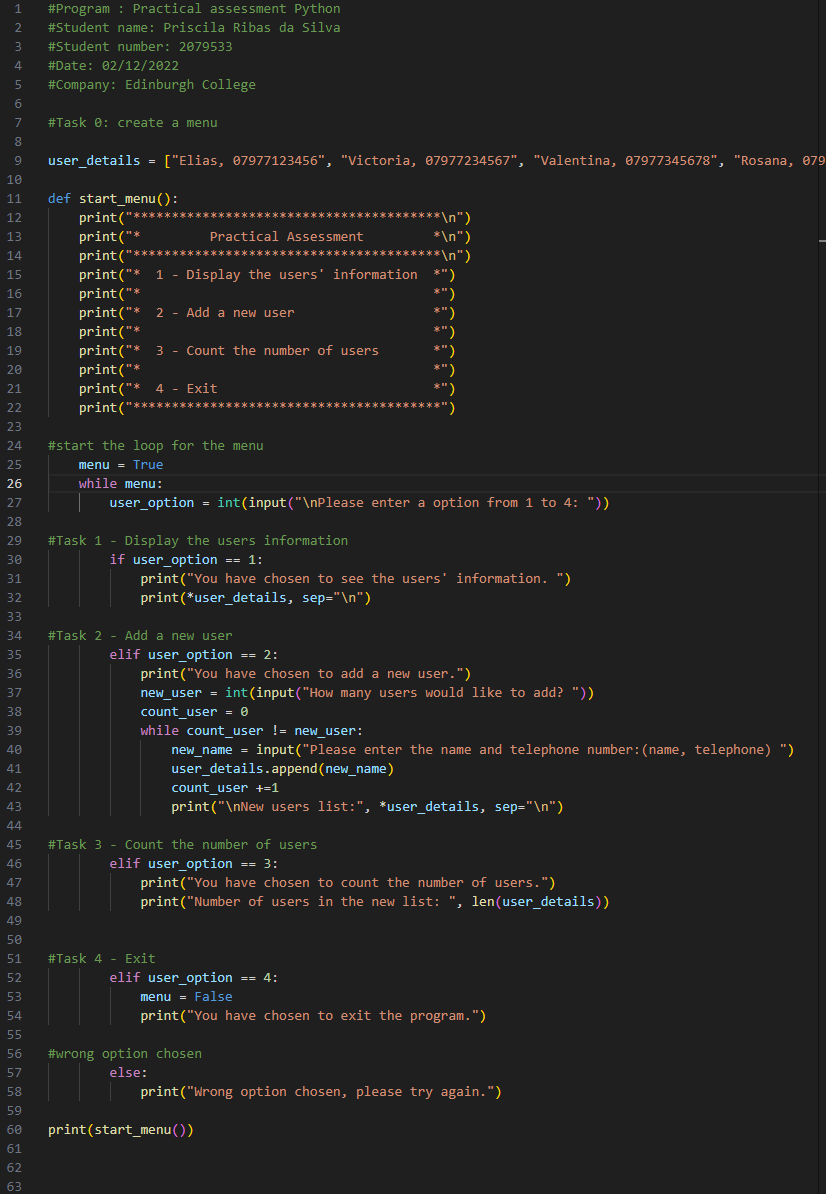 1 #Program : Practical assessment Python
2 #Student name: Priscila Ribas da Silva
3 #Student number: 2079533
4 #Date: 02/12/2022
5 #Company: Edinburgh College
6
7 #Task 0: create a menu
8
9 user_details = ["Elias, 07977123456", "Victoria, 07977234567", "Valentina, 07977345678", "Rosana, 079
10
11 def start_menu():
12     print("****************************************\n")
13     print("*         Practical Assessment         *\n")
14     print("****************************************\n")
15     print("*  1 - Display the users' information  *")
16     print("*                                      *")
17     print("*  2 - Add a new user                  *")
18     print("*                                      *")
19     print("*  3 - Count the number of users       *")
20     print("*                                      *")
21     print("*  4 - Exit                            *")
22     print("****************************************")
23
24 #start the loop for the menu
25     menu = True
26     while menu:
27         user_option = int(input("\nPlease enter a option from 1 to 4: "))
28
29 #Task 1 - Display the users information
30         if user_option == 1:
31             print("You have chosen to see the users' information. ")
32             print(*user_details, sep="\n")
33
34 #Task 2 - Add a new user
35         elif user_option == 2:
36             print("You have chosen to add a new user.")
37             new_user = int(input("How many users would like to add? "))
38             count_user = 0
39             while count_user != new_user:
40                 new_name = input("Please enter the name and telephone number:(name, telephone) ")
41                 user_details.append(new_name)
42                 count_user +=1
43                 print("\nNew users list:", *user_details, sep="\n")
44
45 #Task 3 - Count the number of users
46         elif user_option == 3:
47             print("You have chosen to count the number of users.")
48             print("Number of users in the new list: ", len(user_details))
49
50
51 #Task 4 - Exit
52         elif user_option == 4:
53             menu = False
54             print("You have chosen to exit the program.")
55
56 #wrong option chosen
57         else:
58             print("Wrong option chosen, please try again.")
59
60 print(start_menu())
61
62
63